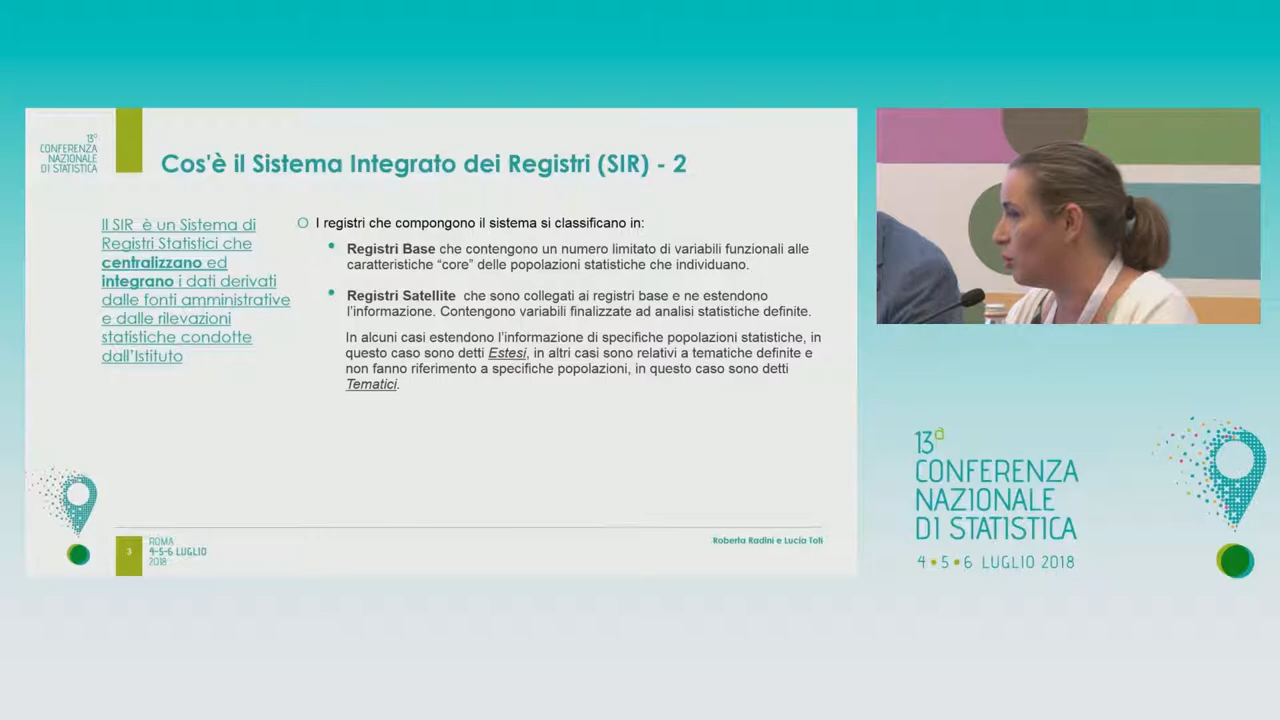 13ª
CONFERENZA
NAZIONALE
DI STATISTICA
Cos'è il Sistema Integrato dei Registri (SIR) - 2
Il SIR è un Sistema di
Registri Statistici che
centralizzano ed
integrano i dati derivati
dalle fonti amministrative
e dalle rilevazioni
statistiche condotte
dall'Istituto
I registri che compongono il sistema si classificano in:
Registri Base che contengono un numero limitato di variabili funzionali alle
caratteristiche “core” delle popolazioni statistiche che individuano.
Registri Satellite che sono collegati ai registri base e ne estendono
l'informazione. Contengono variabili finalizzate ad analisi statistiche definite.
In alcuni casi estendono l'informazione di specifiche popolazioni statistiche, in
questo caso sono detti Estesi, in altri casi sono relativi a tematiche definite e
non fanno riferimento a specifiche popolazioni, in questo caso sono detti
Tematici.
3
ROMA
4-5-6 LUGLIO
2018
Roberta Radini e Lucia Toti
13ª
CONFERENZA
NAZIONALE
DI STATISTICA
4•5•6 LUGLIO 2018